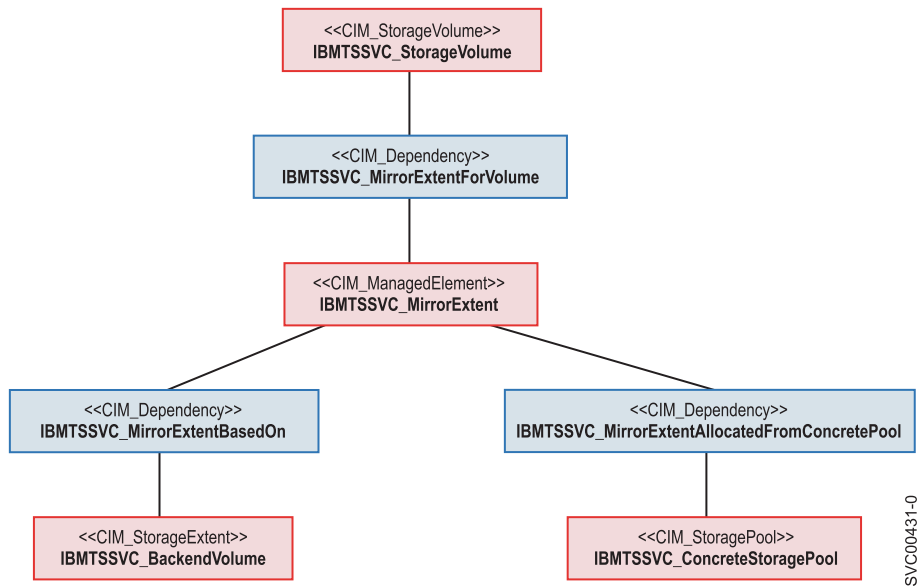 <<CIM_StorageVolume>>
IBMTSSVC_StorageVolume
<<CIM_Dependency>>
IBMTSSVC_MirrorExtentForVolume
<<CIM_ManagedElement>>
IBMTSSVC_MirrorExtent
<<CIM_Dependency>>
IBMTSSVC_MirrorExtentBasedOn
<<CIM_Dependency>>
IBMTSSVC_MirrorExtentAllocatedFromConcretePool
<<CIM_StorageExtent>>
IBMTSSVC_BackendVolume
<<CIM_StoragePool>>
IBMTSSVC_ConcreteStoragePool
SVC00431-0